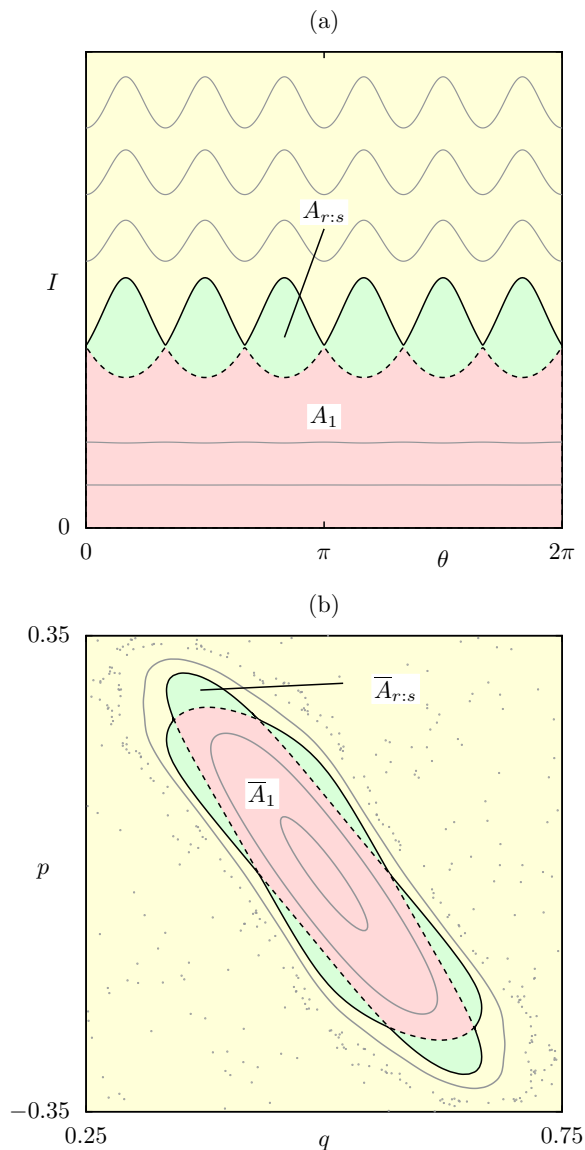 (a)
A_{r:s}
I
A_1
0
0 π θ 2π
(b)
0.35
\overline{A}_{r:s}
\overline{A}_1
p
−0.35
0.25 q 0.75